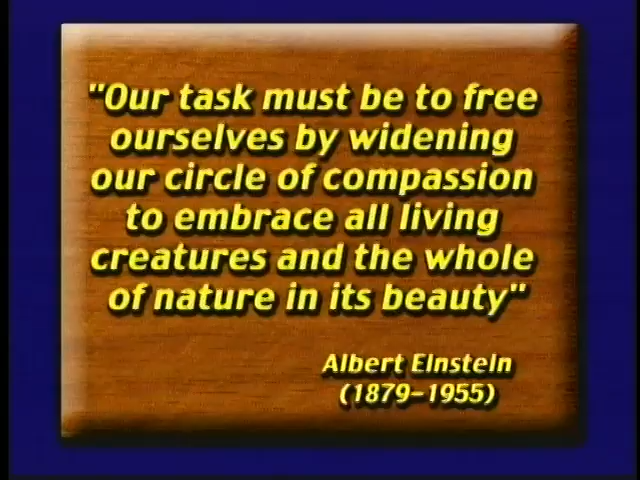 "Our task must be to free
ourselves by widening
our circle of compassion
to embrace all living
creatures and the whole
of nature in its beauty"
Albert Einstein
(1879-1955)